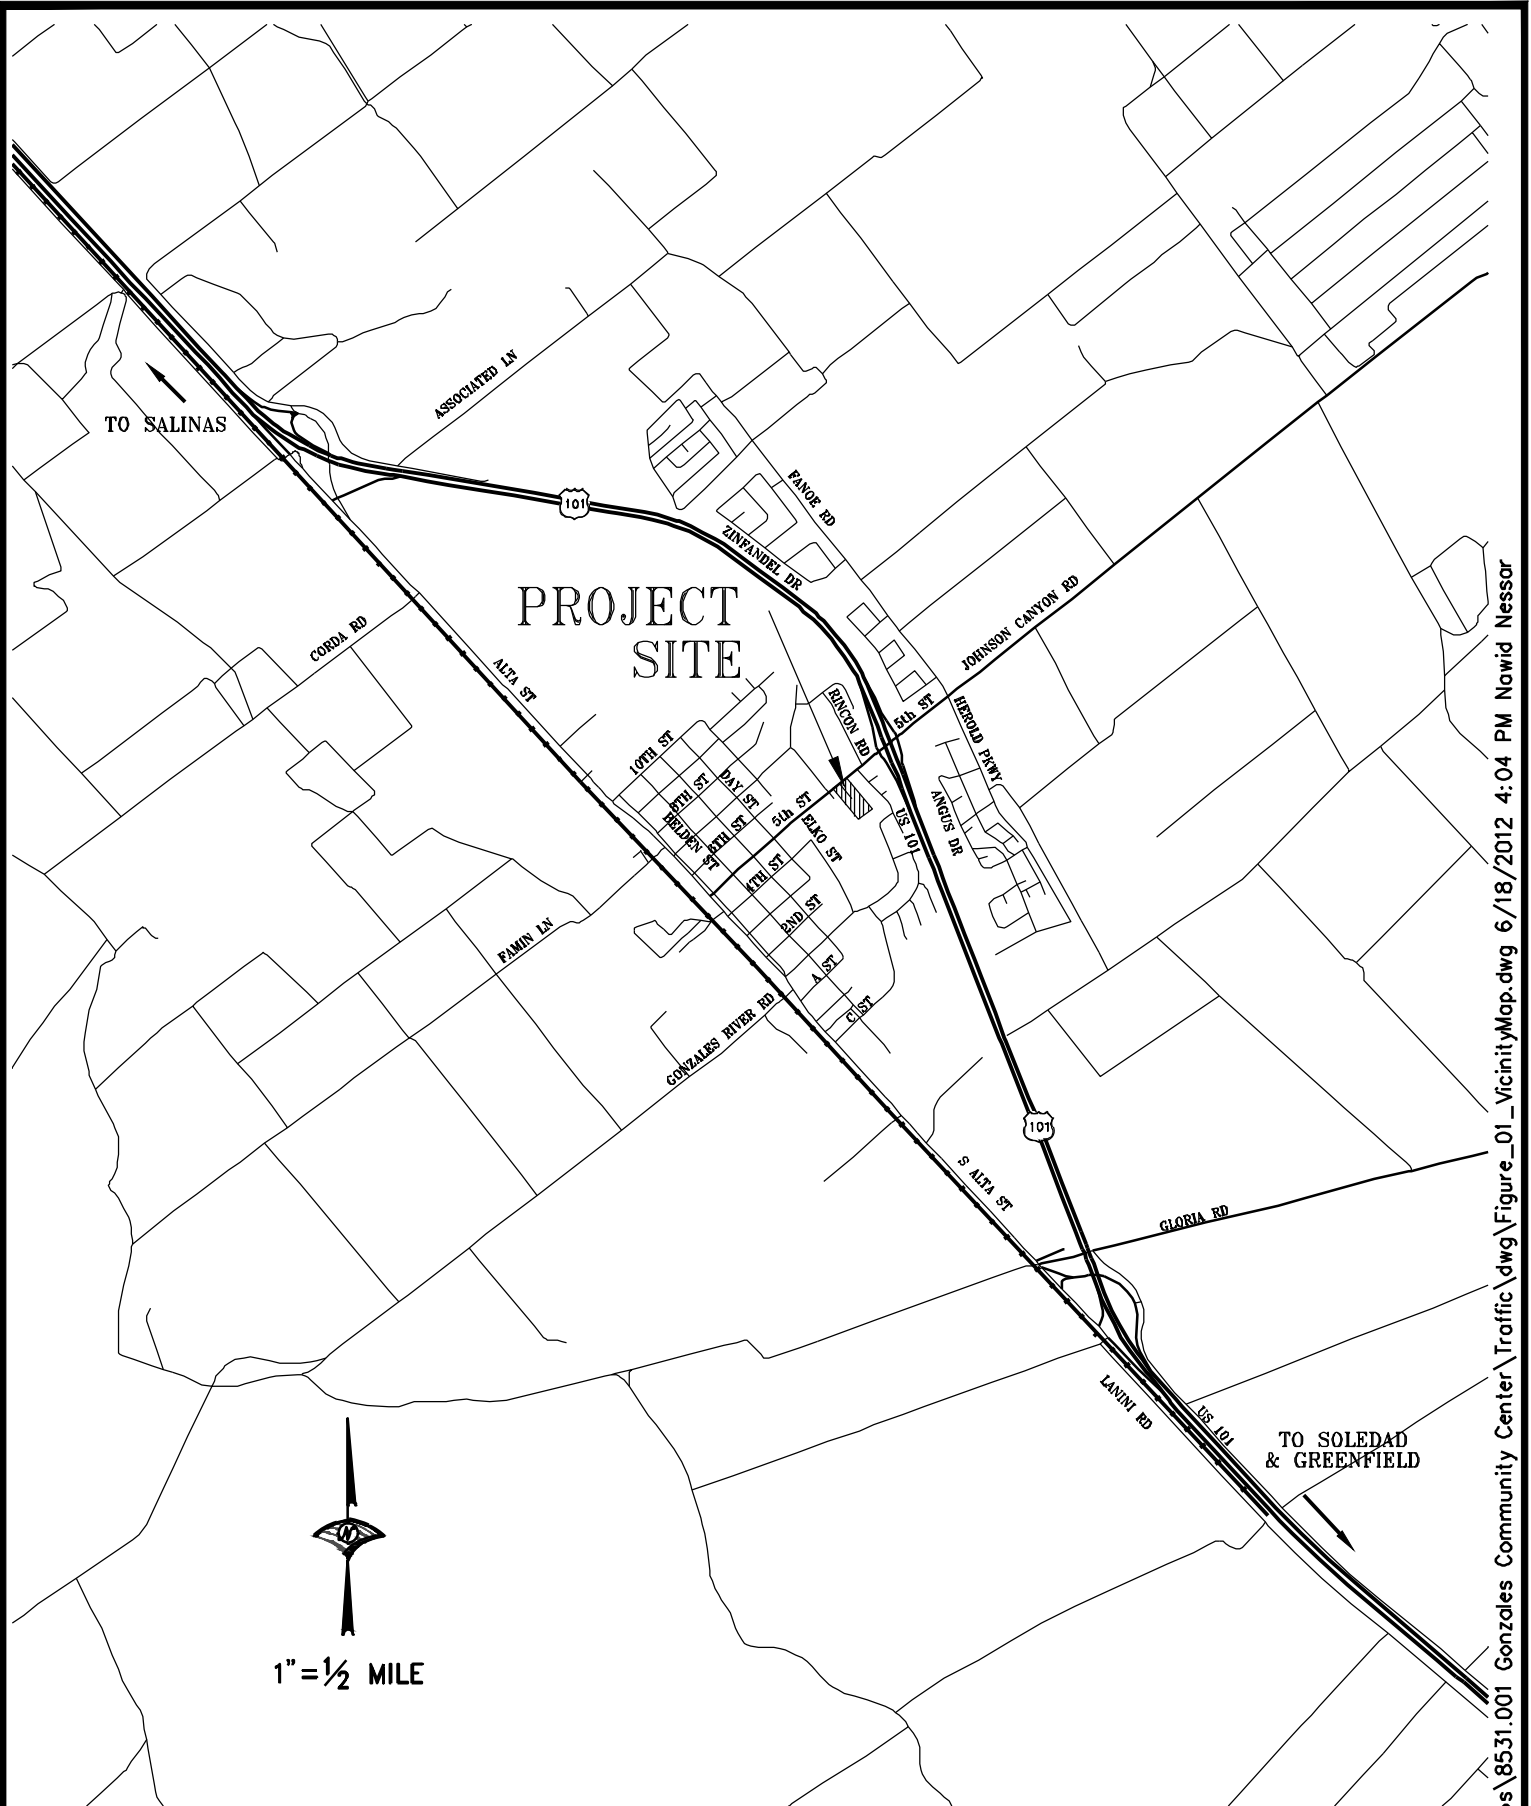 ASSOCIATED LN
TO SALINAS
101
FANOE RD
ZINFANDEL DR
PROJECT
SITE
JOHNSON CANYON RD
CORDA RD
ALTA ST
RINCON RD
5th ST
HEROLD PKWY
10TH ST
DAY ST
8TH ST
BELDEN ST
6TH ST
5th ST
ELKO ST
US 101
ANGUS DR
4TH ST
2ND ST
FAMIN LN
A ST
C ST
GONZALES RIVER RD
101
S ALTA ST
GLORIA RD
LANINI RD
US 101
TO SOLEDAD
& GREENFIELD
N
1"=½ MILE
\8531.001 Gonzales Community Center\Traffic\dwg\Figure_01_VicinityMap.dwg 6/18/2012 4:04 PM Nawid Nessar